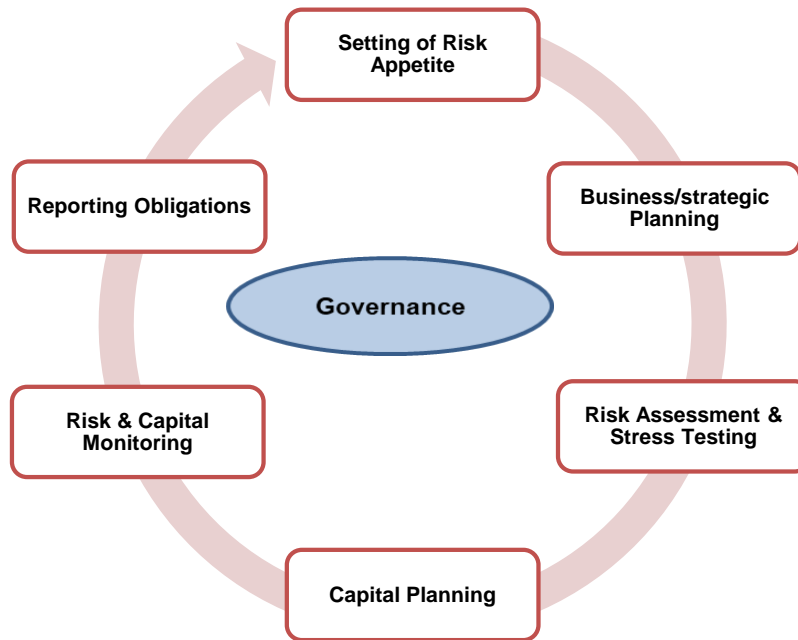 Setting of Risk
Appetite
Business/strategic
Planning
Risk Assessment &
Stress Testing
Capital Planning
Risk & Capital
Monitoring
Reporting Obligations
Governance